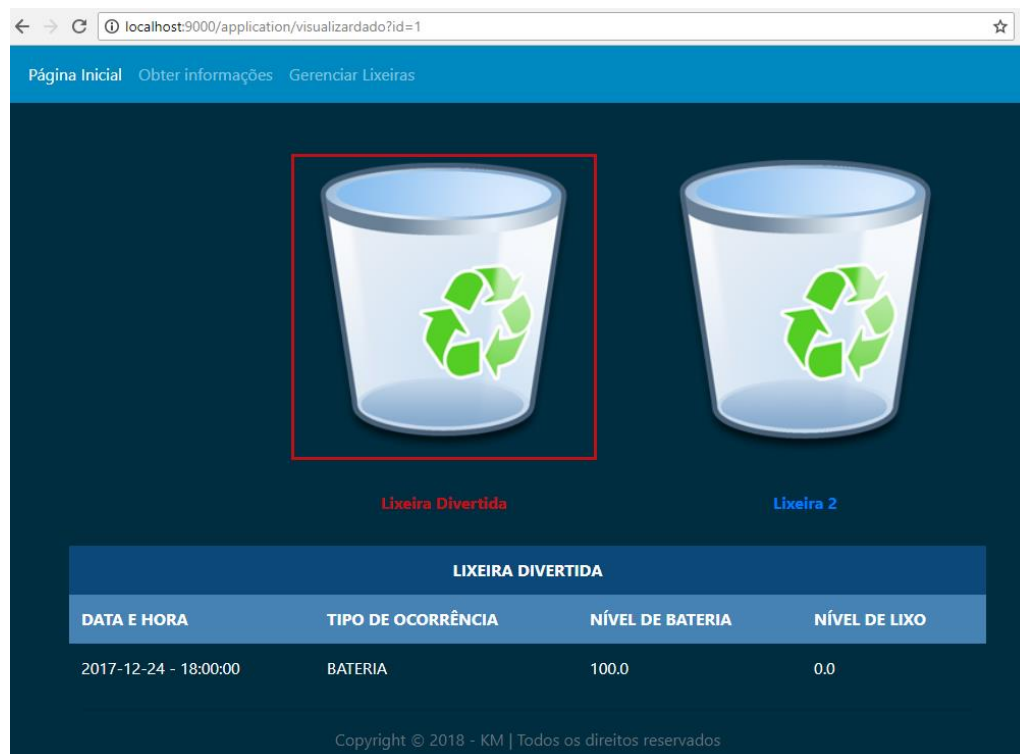 localhost:9000/application/visualizardado?id=1
Página Inicial Obter informações Gerenciar Lixeiras
Lixeira Divertida Lixeira 2
LIXEIRA DIVERTIDA
DATA E HORA TIPO DE OCORRÊNCIA NÍVEL DE BATERIA NÍVEL DE LIXO
2017-12-24 - 18:00:00 BATERIA 100.0 0.0
Copyright © 2018 - KM | Todos os direitos reservados